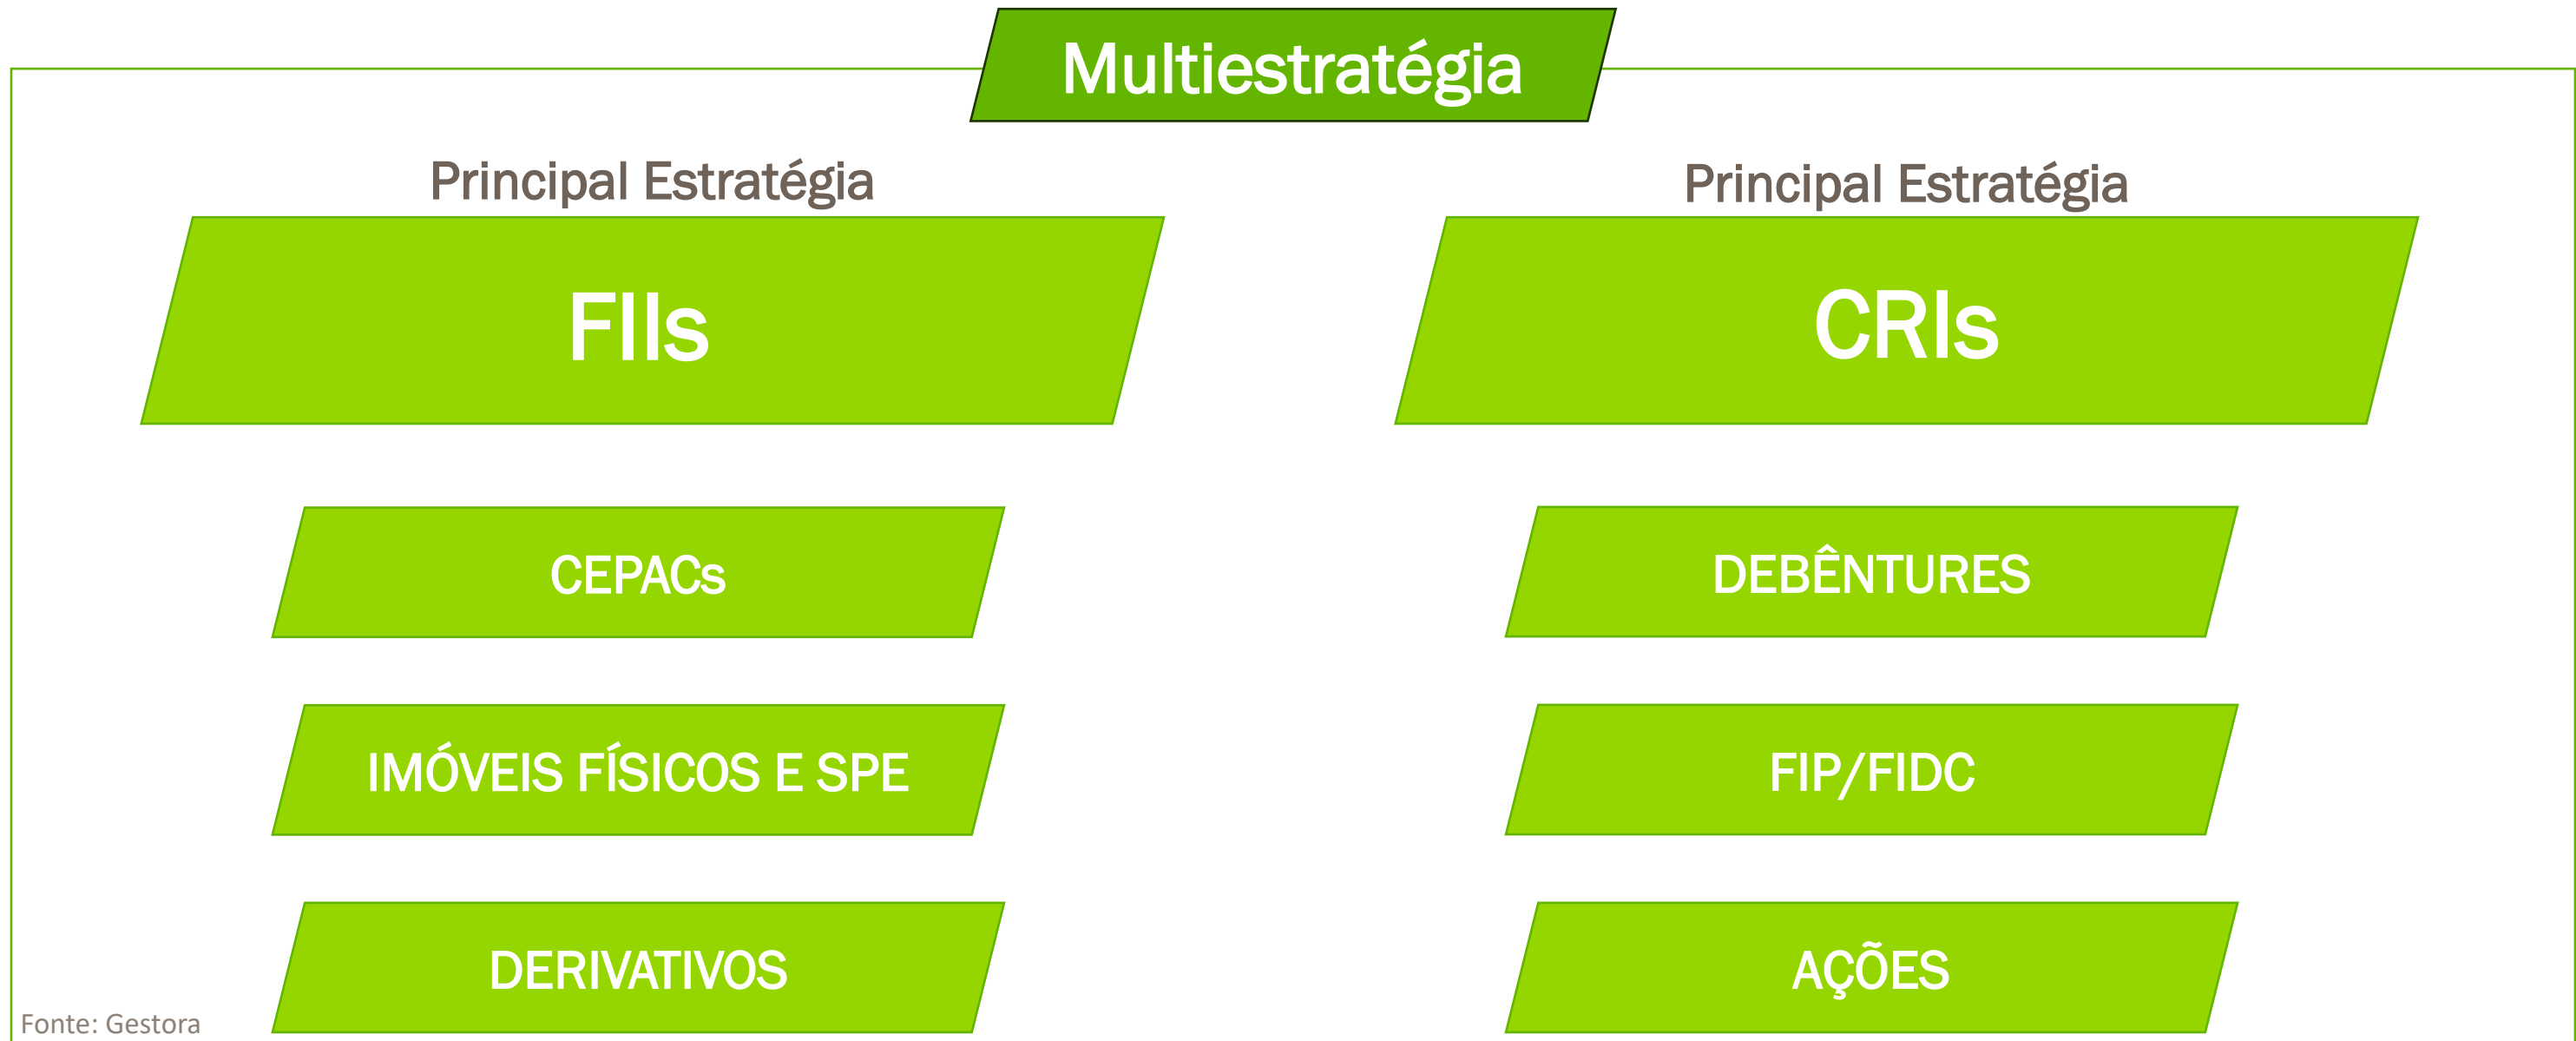 Multiestratégia
Principal Estratégia
FIIs
CEPACs
IMÓVEIS FÍSICOS E SPE
DERIVATIVOS
Principal Estratégia
CRIs
DEBÊNTURES
FIP/FIDC
AÇÕES
Fonte: Gestora